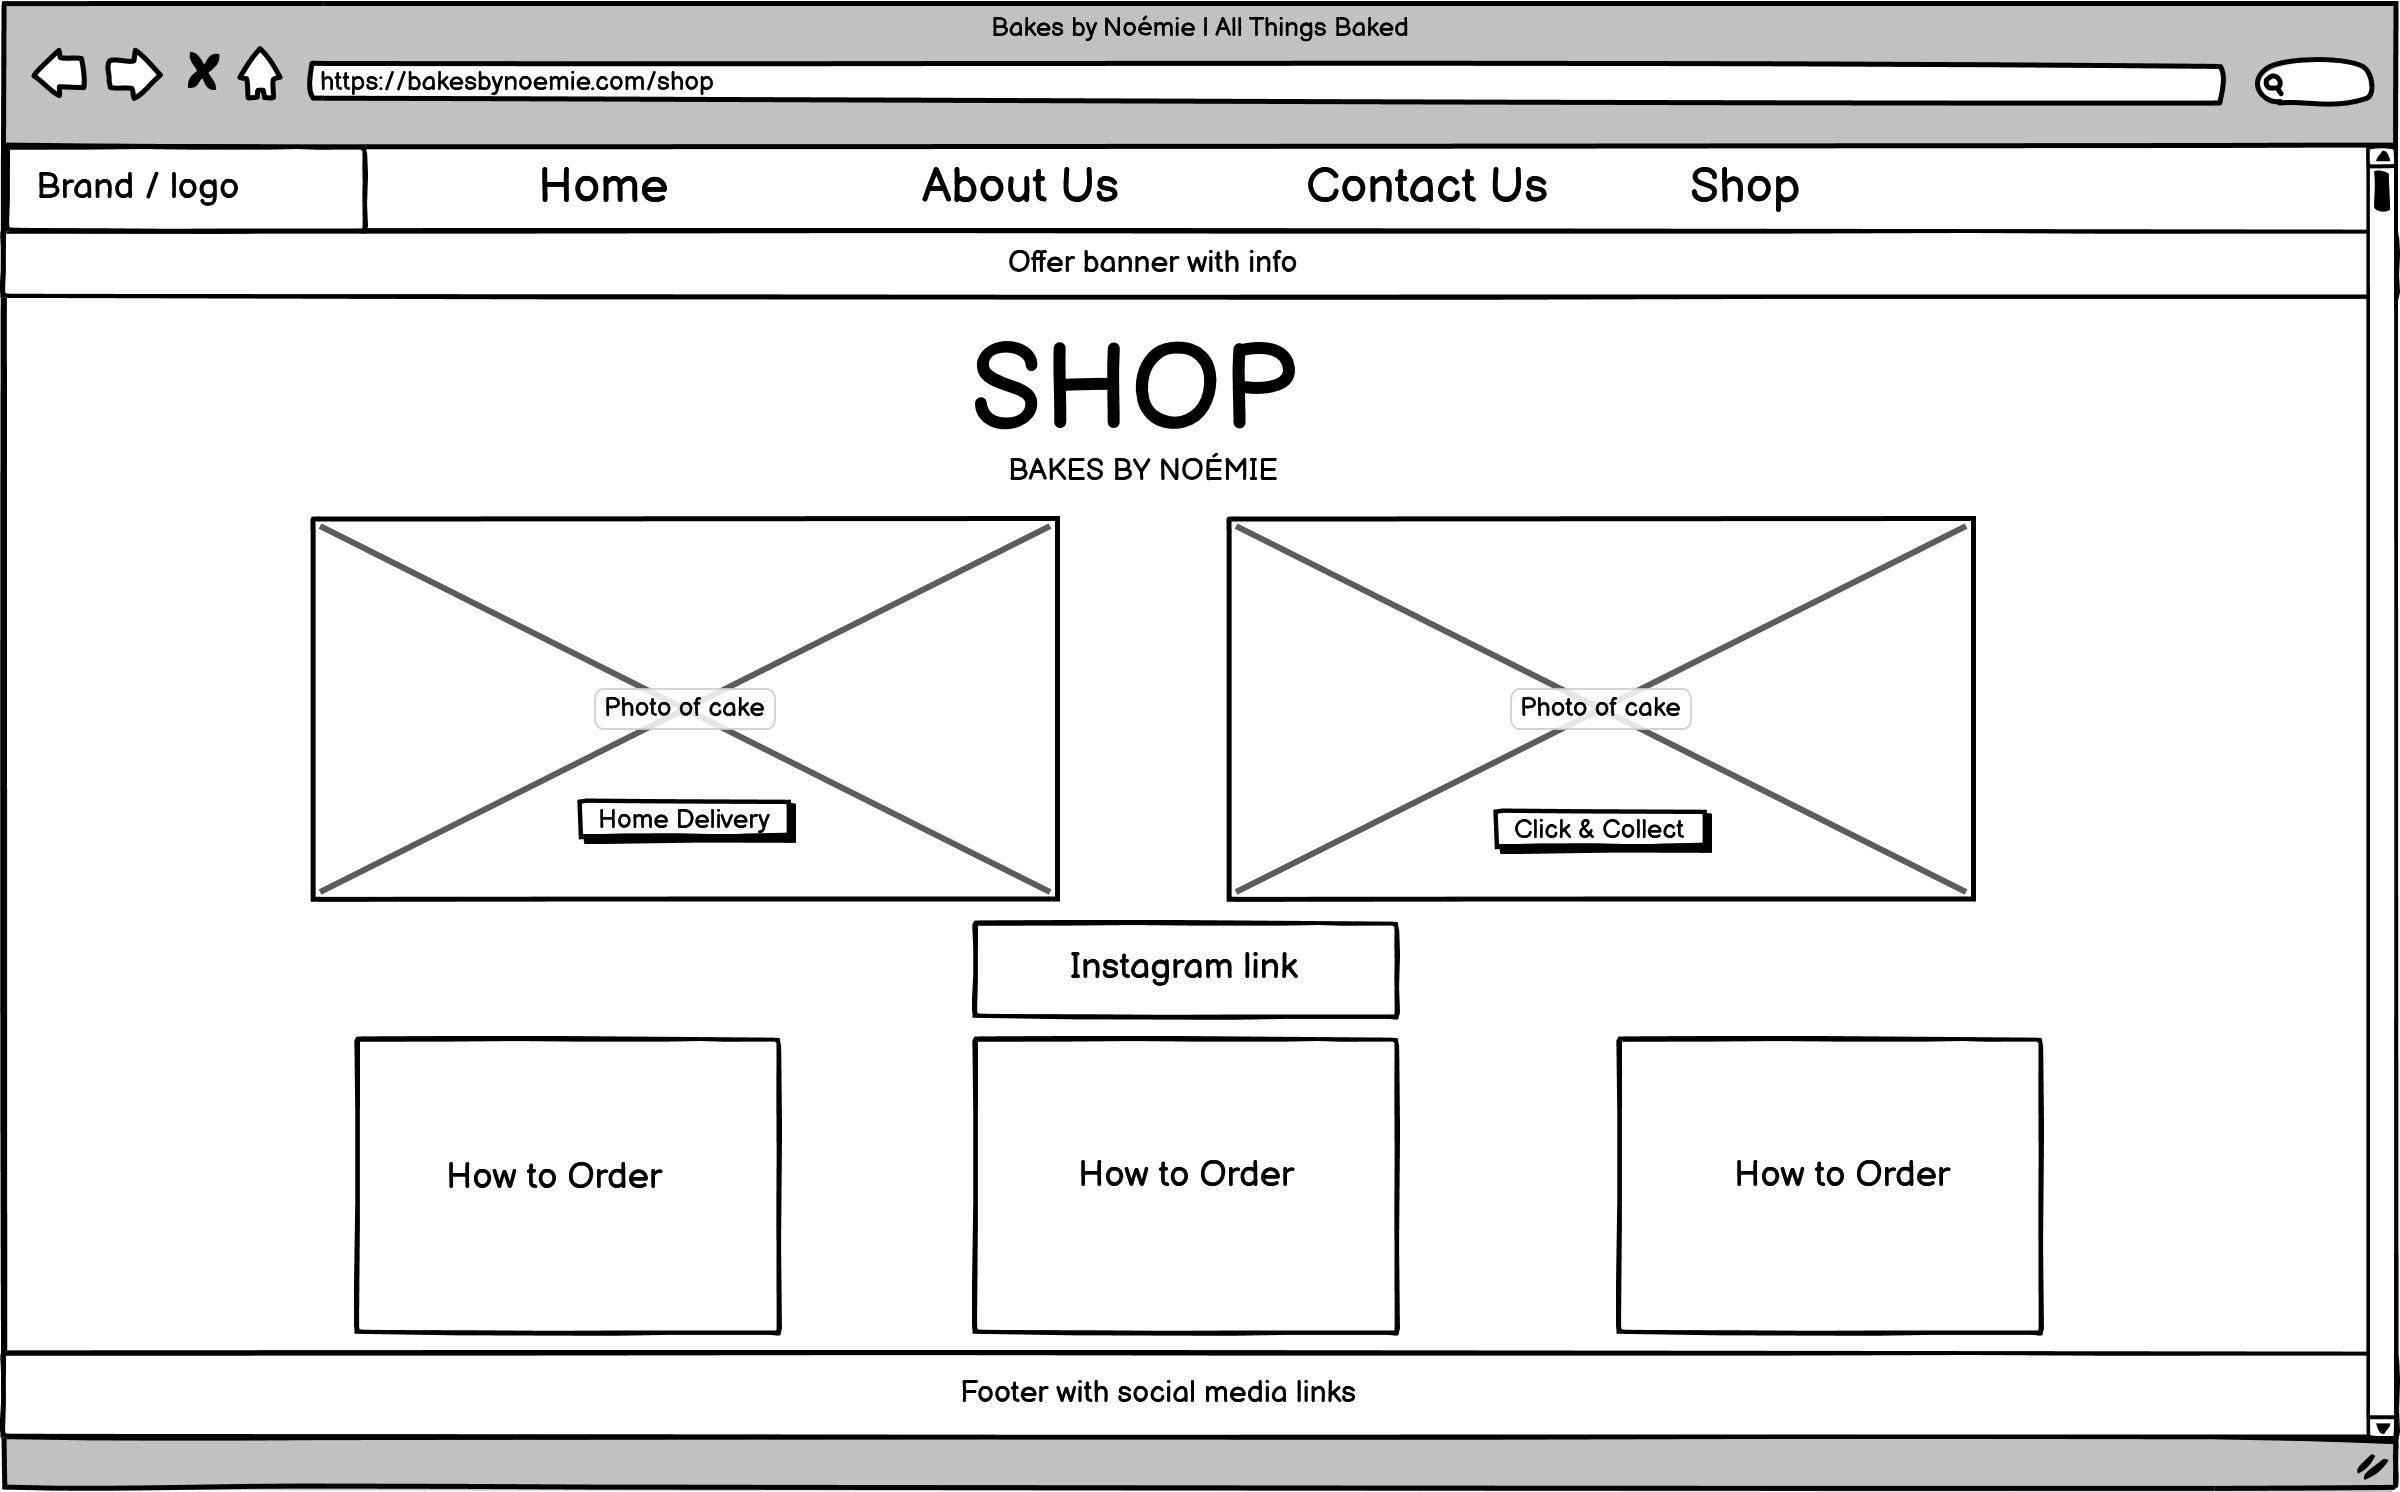 Bakes by Noémie | All Things Baked
https://bakesbynoemie.com/shop
Brand / logo
Home
About Us
Contact Us
Shop
Offer banner with info
SHOP
BAKES BY NOÉMIE
Photo of cake
Home Delivery
Photo of cake
Click & Collect
Instagram link
How to Order
How to Order
How to Order
Footer with social media links